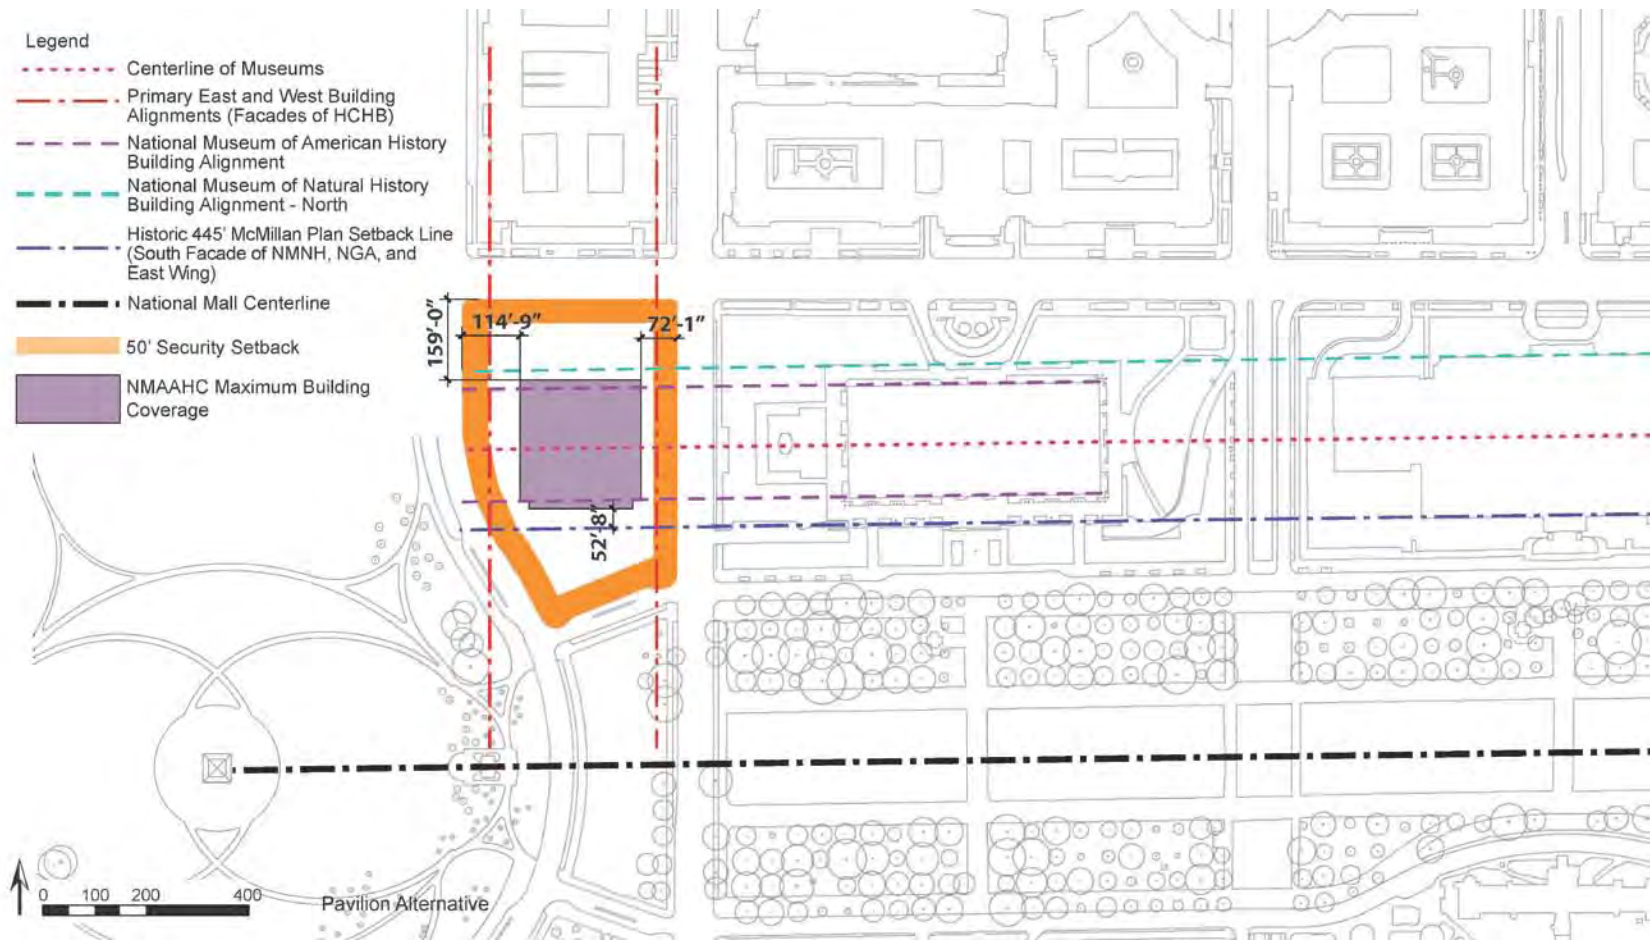 Legend
Centerline of Museums
Primary East and West Building
Alignments (Facades of HCHB)
National Museum of American History
Building Alignment
National Museum of Natural History
Building Alignment - North
Historic 445' McMillan Plan Setback Line
(South Facade of NMNH, NGA, and
East Wing)
National Mall Centerline
50' Security Setback
NMAAHC Maximum Building
Coverage
159'-0"
114'-9"
72'-1"
52'-8"
0 100 200 400
Pavilion Alternative